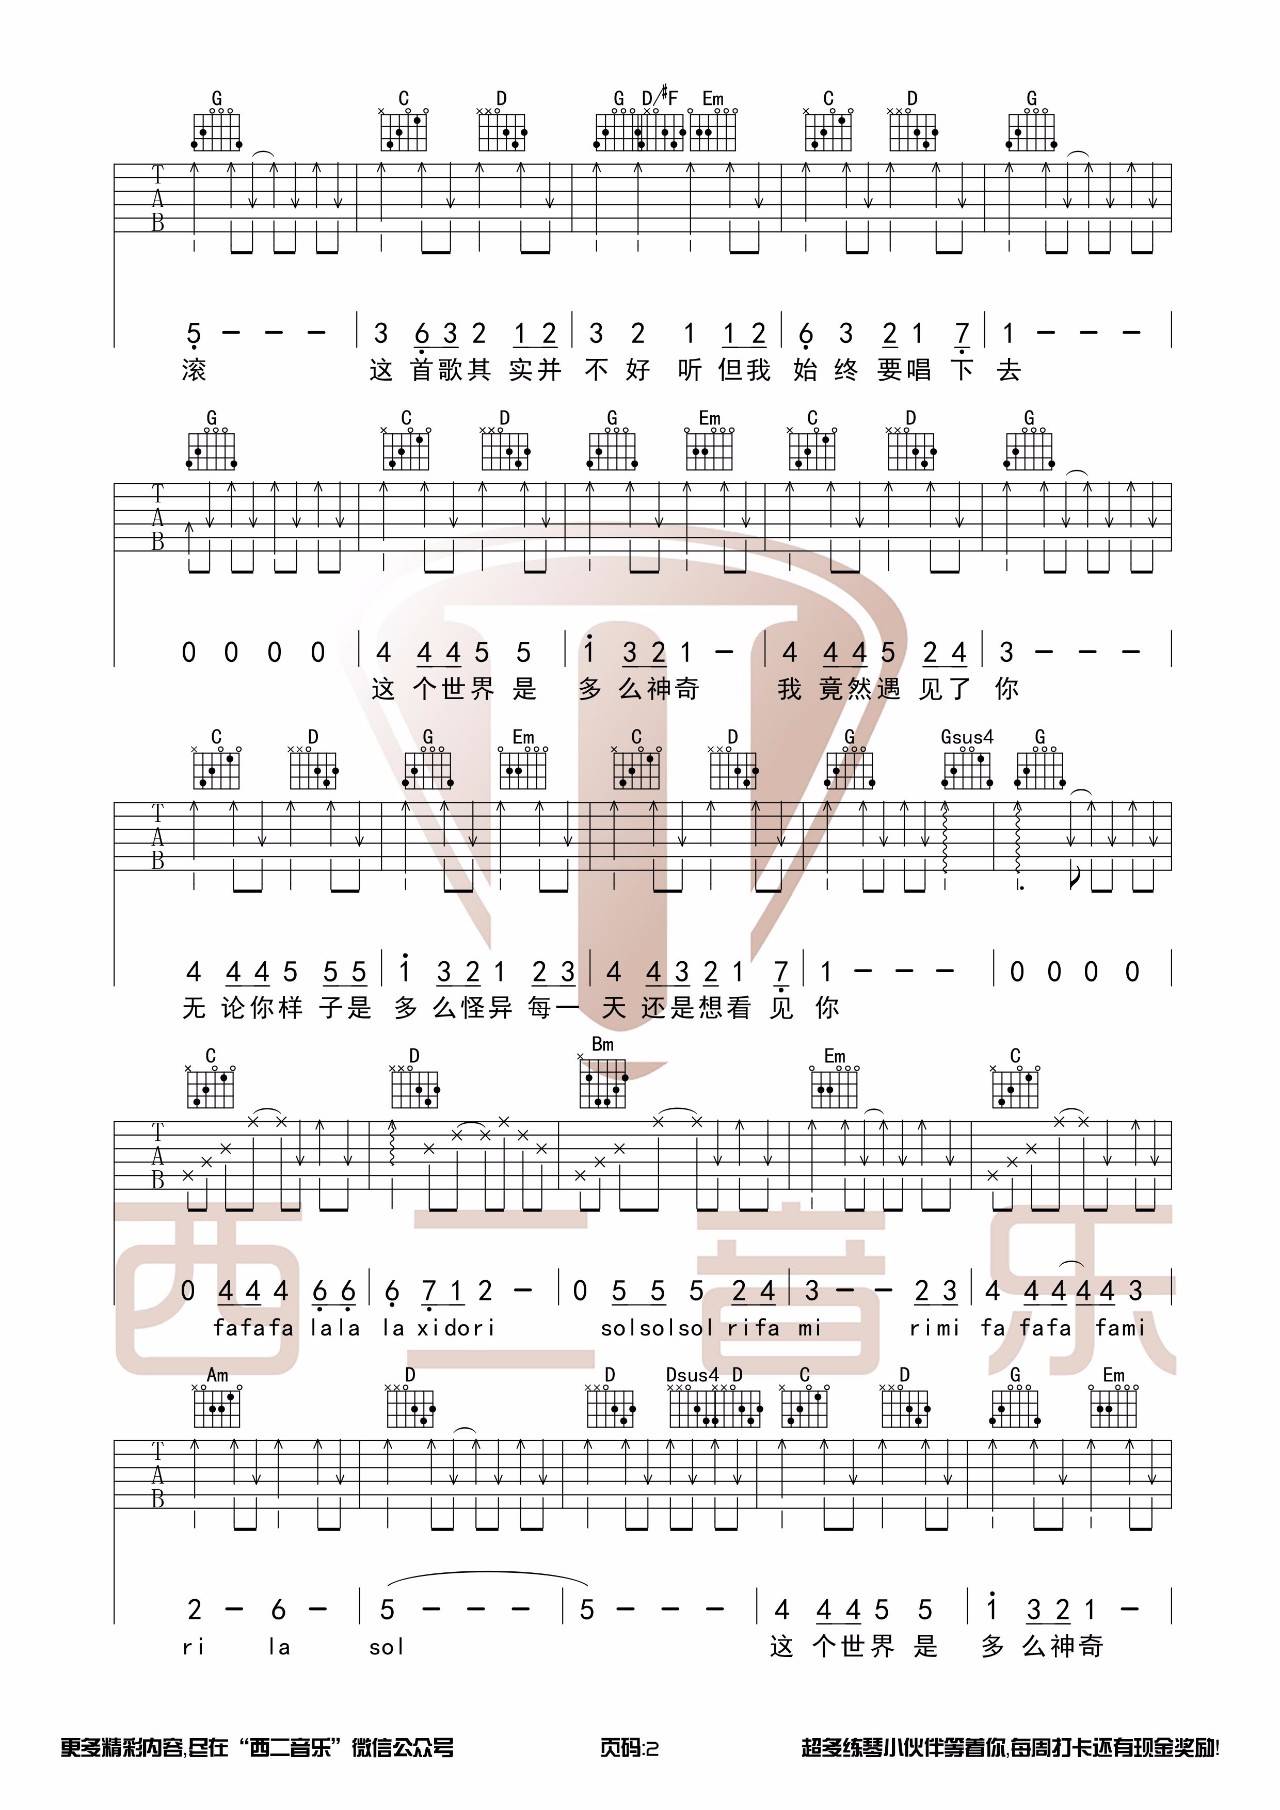 G C D G D/#F Em C D G
T A B
5 - - - 3 6 3 2 1 2 3 2 1 1 2 6 3 2 1 7 1 - - -
滚 这首歌其实并不好听但我始终要唱下去
G C D G Em C D G
T A B
0 0 0 0 4 4 4 5 5 1 3 2 1 - 4 4 4 5 2 4 3 - - -
这个世界是多么神奇 我竟然遇见了你
C D G Em C D G Gsus4 G
T A B
4 4 4 5 5 5 1 3 2 1 2 3 4 4 3 2 1 7 1 - - - 0 0 0 0
无论你样子是多么怪异每一天还是想看见你
C D Bm Em C
T A B
0 4 4 4 6 6 6 7 1 2 - 0 5 5 5 2 4 3 - - 2 3 4 4 4 4 4 3
fafafa lala la xidori solsolsol rifa mi rimi fa fafa fami
Am D D Dsus4 D C D G Em
T A B
2 - 6 - 5 - - - 5 - - - 4 4 4 5 5 1 3 2 1 -
ri la sol 这个世界是多么神奇
西二音乐
更多精彩内容,尽在“西二音乐”微信公众号 页码:2 超多练琴小伙伴等着你,每周打卡还有现金奖励!